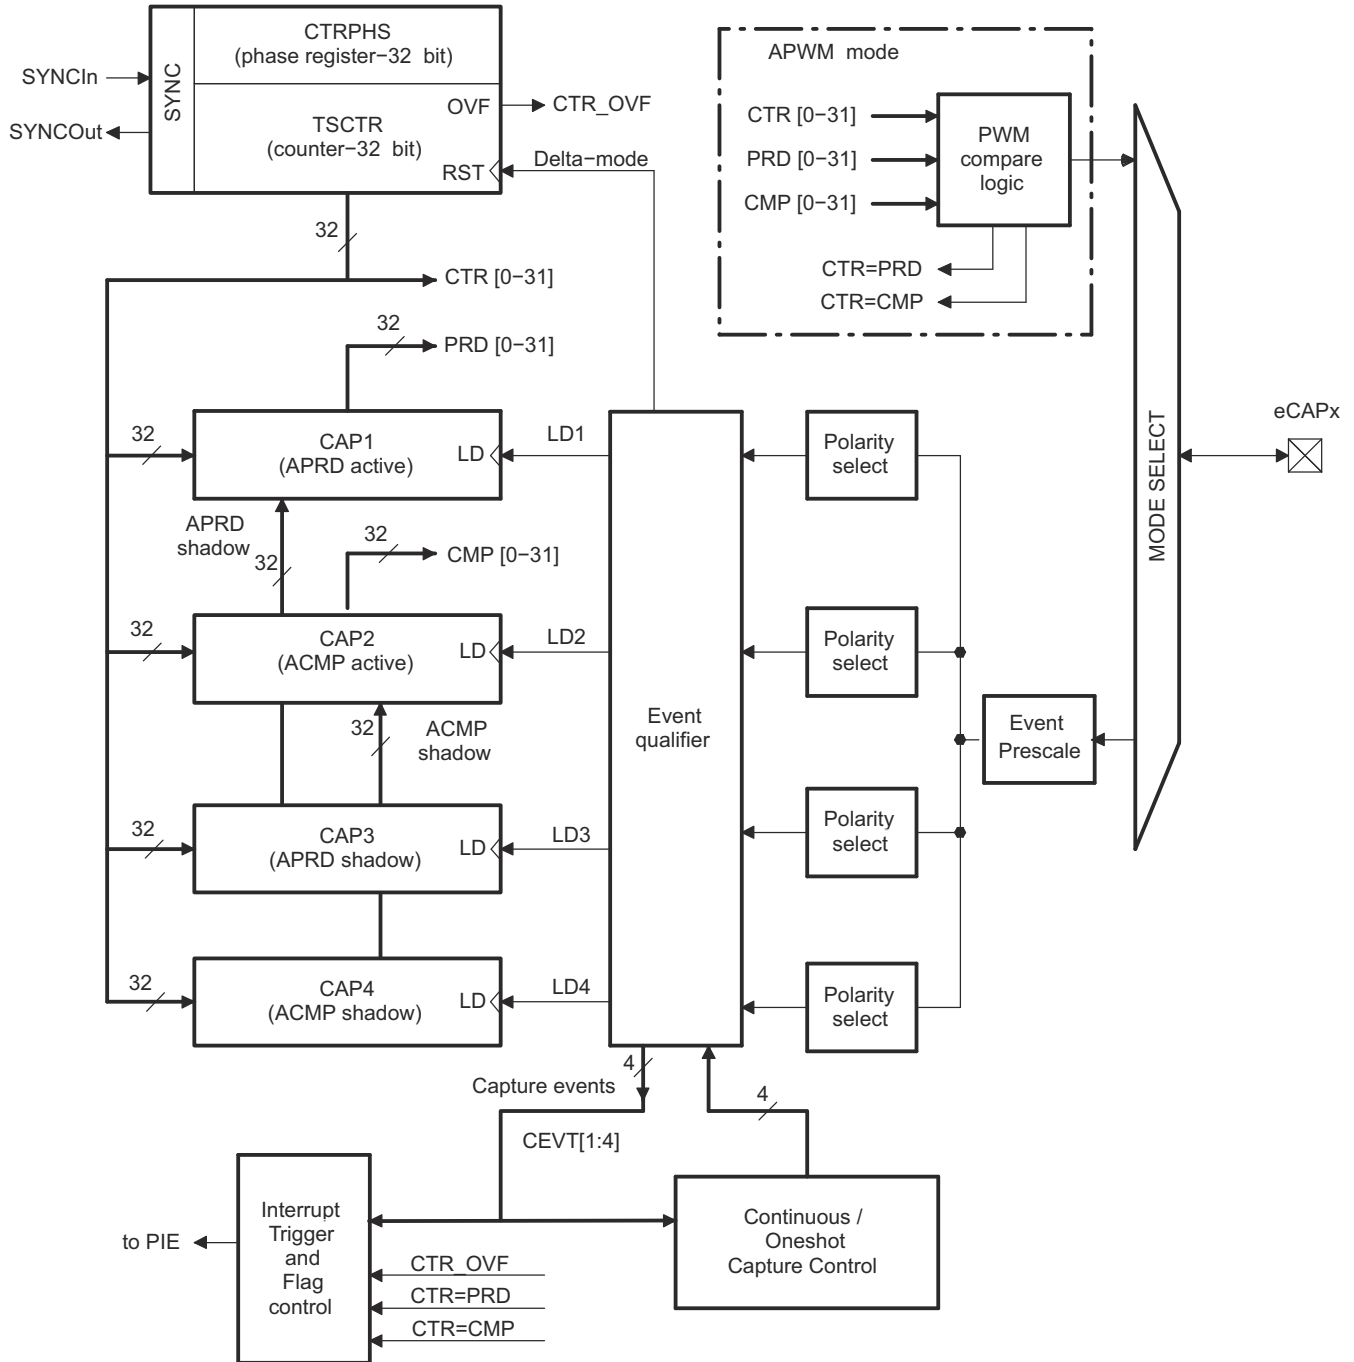 CTRPHS
(phase register−32 bit)
SYNC
SYNCIn
SYNCOut
OVF
CTR_OVF
TSCTR
(counter−32 bit)
RST
Delta−mode
32
CTR [0−31]
32
PRD [0−31]
APWM mode
CTR [0−31]
PRD [0−31]
CMP [0−31]
PWM
compare
logic
CTR=PRD
CTR=CMP
MODE SELECT
eCAPx
32
CAP1
(APRD active)
LD
LD1
Polarity
select
APRD
shadow
32
32
CMP [0−31]
32
CAP2
(ACMP active)
LD
LD2
Polarity
select
Event
qualifier
Event
Prescale
32
ACMP
shadow
32
CAP3
(APRD shadow)
LD
LD3
Polarity
select
32
CAP4
(ACMP shadow)
LD
LD4
Polarity
select
4
Capture events
4
CEVT[1:4]
Interrupt
Trigger
and
Flag
control
to PIE
Continuous /
Oneshot
Capture Control
CTR_OVF
CTR=PRD
CTR=CMP